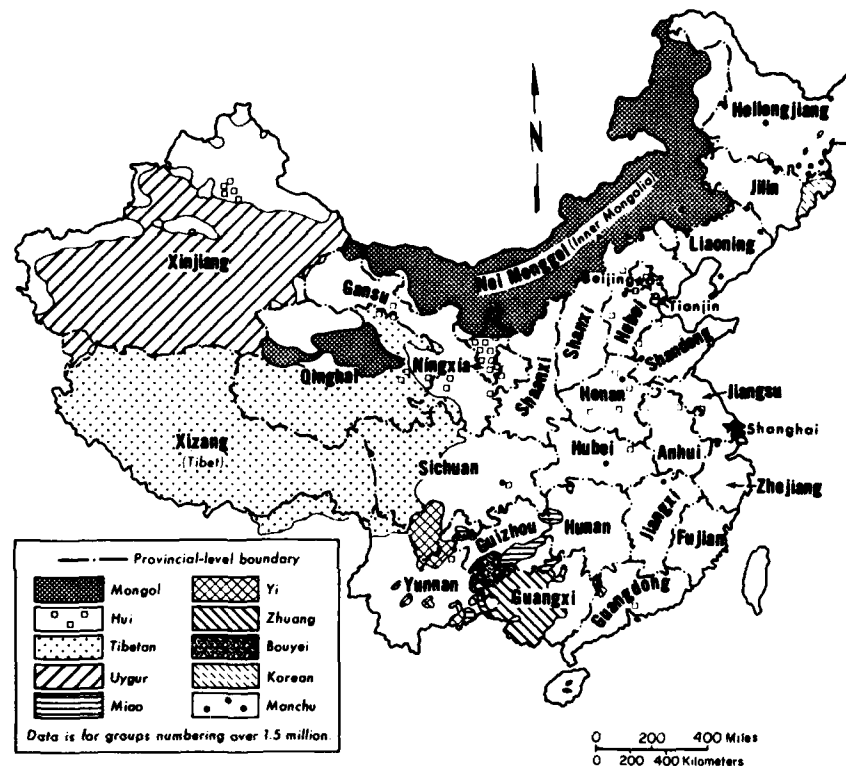 N
Heilongjiang
Jilin
Liaoning
Nei Monggol (Inner Mongolia)
Xinjiang
Gansu
Beijing
Tianjin
Hebei
Shanxi
Shandong
Ningxia
Qinghai
Shaanxi
Henan
Jiangsu
Xizang
(Tibet)
Shanghai
Sichuan
Hubei
Anhui
Zhejiang
Guizhou
Hunan
Jiangxi
Fujian
Yunnan
Guangxi
Guangdong
Provincial-level boundary
Mongol
Yi
Hui
Zhuang
Tibetan
Bouyei
Uygur
Korean
Miao
Manchu
Data is for groups numbering over 1.5 million.
0 200 400 Miles
0 200 400 Kilometers